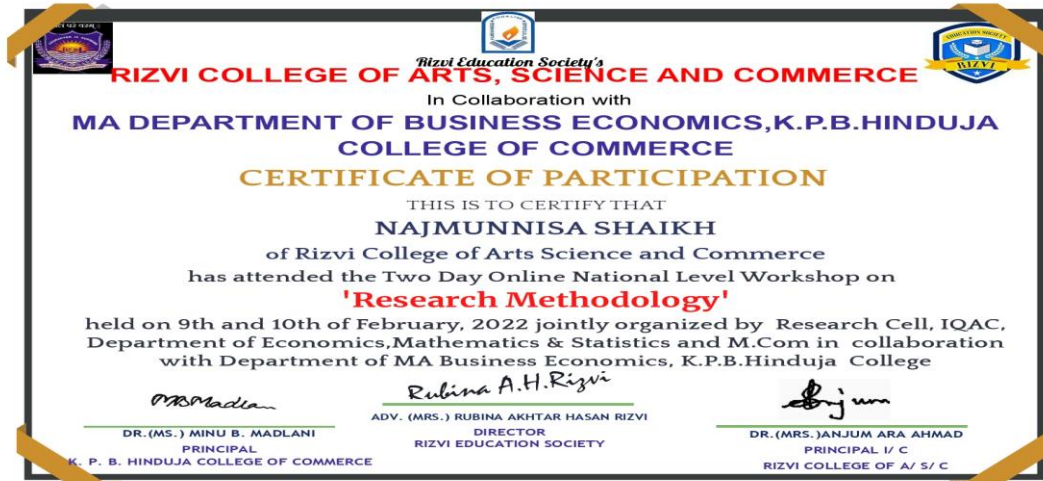 Rizvi Education Society's
RIZVI COLLEGE OF ARTS, SCIENCE AND COMMERCE
In Collaboration with
MA DEPARTMENT OF BUSINESS ECONOMICS,K.P.B.HINDUJA
COLLEGE OF COMMERCE
CERTIFICATE OF PARTICIPATION
THIS IS TO CERTIFY THAT
NAJMUNNISA SHAIKH
of Rizvi College of Arts Science and Commerce
has attended the Two Day Online National Level Workshop on
'Research Methodology'
held on 9th and 10th of February, 2022 jointly organized by Research Cell, IQAC,
Department of Economics,Mathematics & Statistics and M.Com in collaboration
with Department of MA Business Economics, K.P.B.Hinduja College
MBMadlan
Rubina A.H.Rizvi
Anjum
DR.(MS.) MINU B. MADLANI
PRINCIPAL
K. P. B. HINDUJA COLLEGE OF COMMERCE
ADV. (MRS.) RUBINA AKHTAR HASAN RIZVI
DIRECTOR
RIZVI EDUCATION SOCIETY
DR.(MRS.)ANJUM ARA AHMAD
PRINCIPAL I/ C
RIZVI COLLEGE OF A/ S/ C
EDUCATION SOCIETY
RIZVI